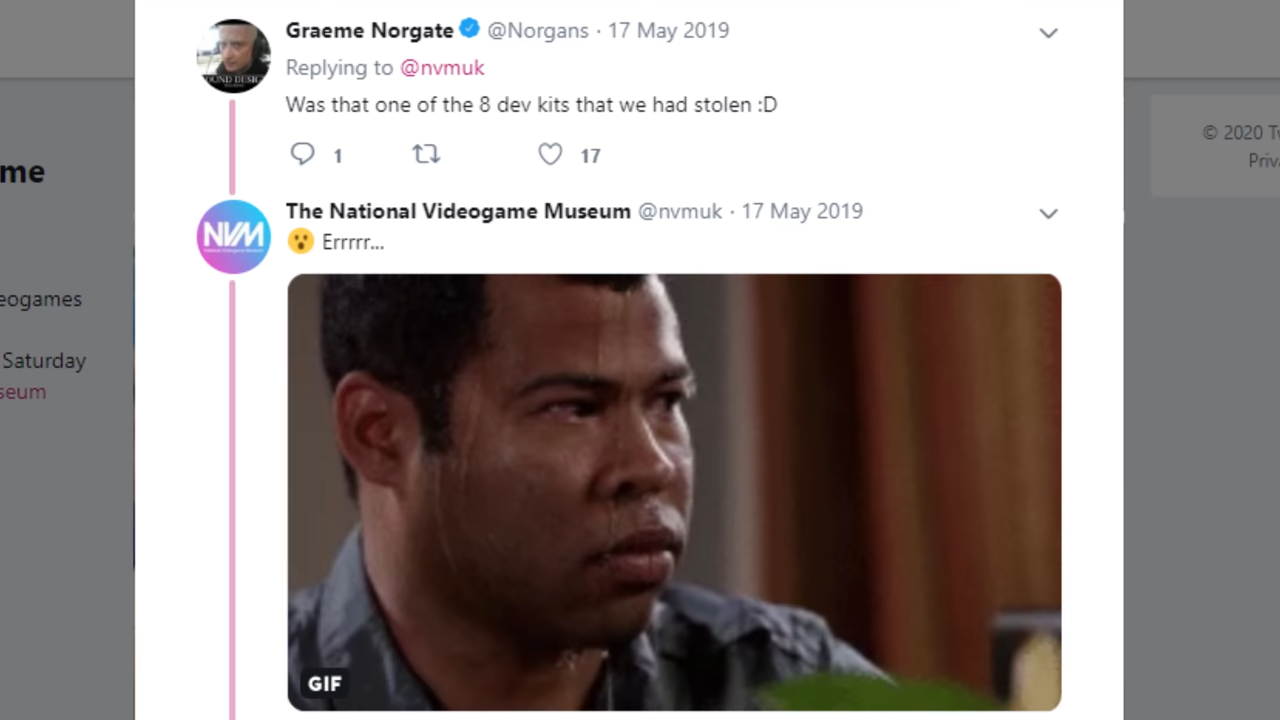 Graeme Norgate @Norgans · 17 May 2019
Replying to @nvmuk
Was that one of the 8 dev kits that we had stolen :D
1 17
The National Videogame Museum @nvmuk · 17 May 2019
😮 Errrrr...
NVM
GIF
me
eogames
Saturday
seum
© 2020 Tw
Priva